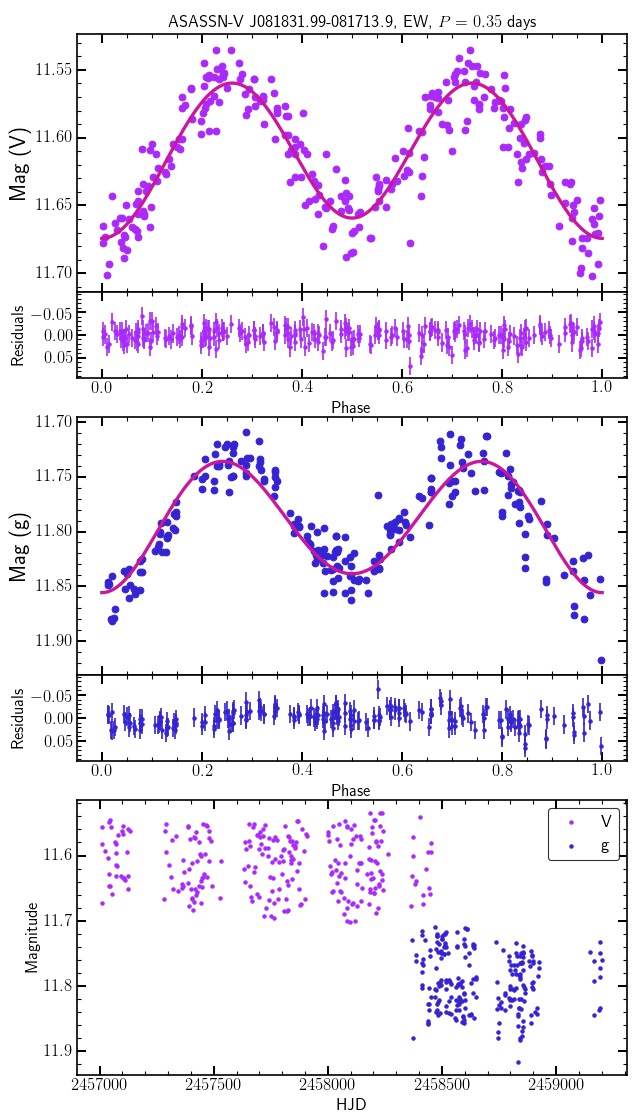 ASASSN-V J081831.99-081713.9, EW, P = 0.35 days
11.55
11.60
11.65
11.70
Mag (V)
−0.05
0.00
0.05
Residuals
0.0 0.2 0.4 0.6 0.8 1.0
Phase
11.70
11.75
11.80
11.85
11.90
Mag (g)
−0.05
0.00
0.05
Residuals
0.0 0.2 0.4 0.6 0.8 1.0
Phase
V
g
11.6
11.7
11.8
11.9
Magnitude
2457000 2457500 2458000 2458500 2459000
HJD